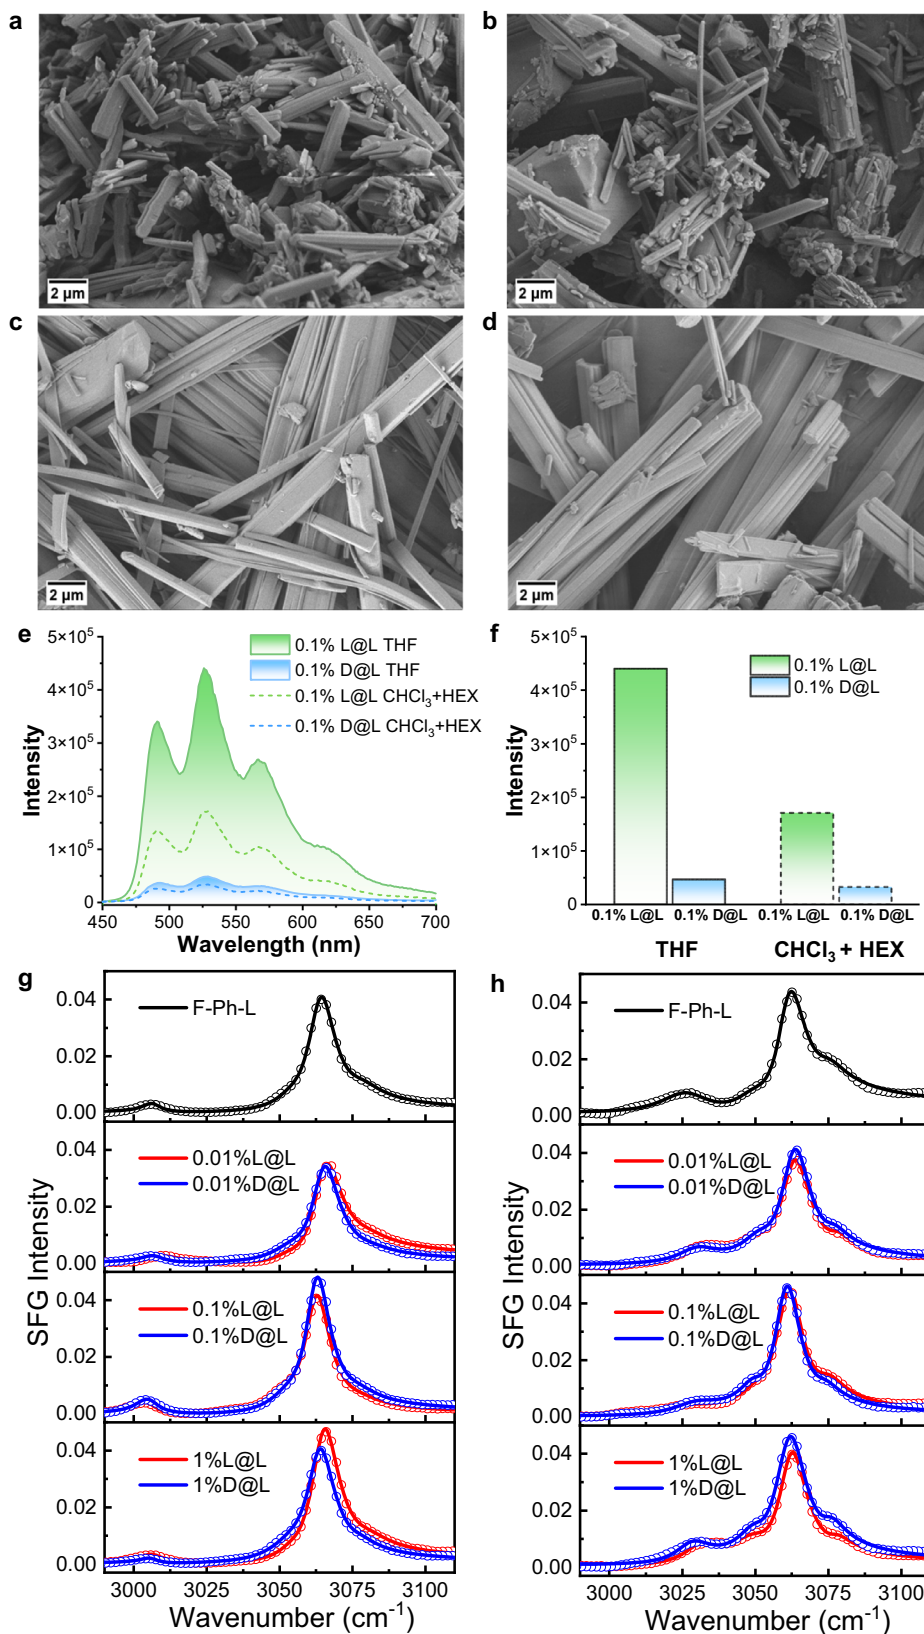 a
b
2 µm
2 µm
c
d
2 µm
2 µm
e
f
5×10⁵
4×10⁵
3×10⁵
2×10⁵
1×10⁵
0
Intensity
0.1% L@L THF
0.1% D@L THF
0.1% L@L CHCl₃+HEX
0.1% D@L CHCl₃+HEX
450 500 550 600 650 700
Wavelength (nm)
5×10⁵
4×10⁵
3×10⁵
2×10⁵
1×10⁵
0
Intensity
0.1% L@L
0.1% D@L
0.1% L@L 0.1% D@L 0.1% L@L 0.1% D@L
THF CHCl₃ + HEX
g
0.04
0.02
0.00
F-Ph-L
0.04
0.02
0.00
0.01%L@L
0.01%D@L
0.04
0.02
0.00
0.1%L@L
0.1%D@L
0.04
0.02
0.00
1%L@L
1%D@L
SFG Intensity
3000 3025 3050 3075 3100
Wavenumber (cm⁻¹)
h
0.04
0.02
0.00
F-Ph-L
0.04
0.02
0.00
0.01%L@L
0.01%D@L
0.04
0.02
0.00
0.1%L@L
0.1%D@L
0.04
0.02
0.00
1%L@L
1%D@L
SFG Intensity
3000 3025 3050 3075 3100
Wavenumber (cm⁻¹)